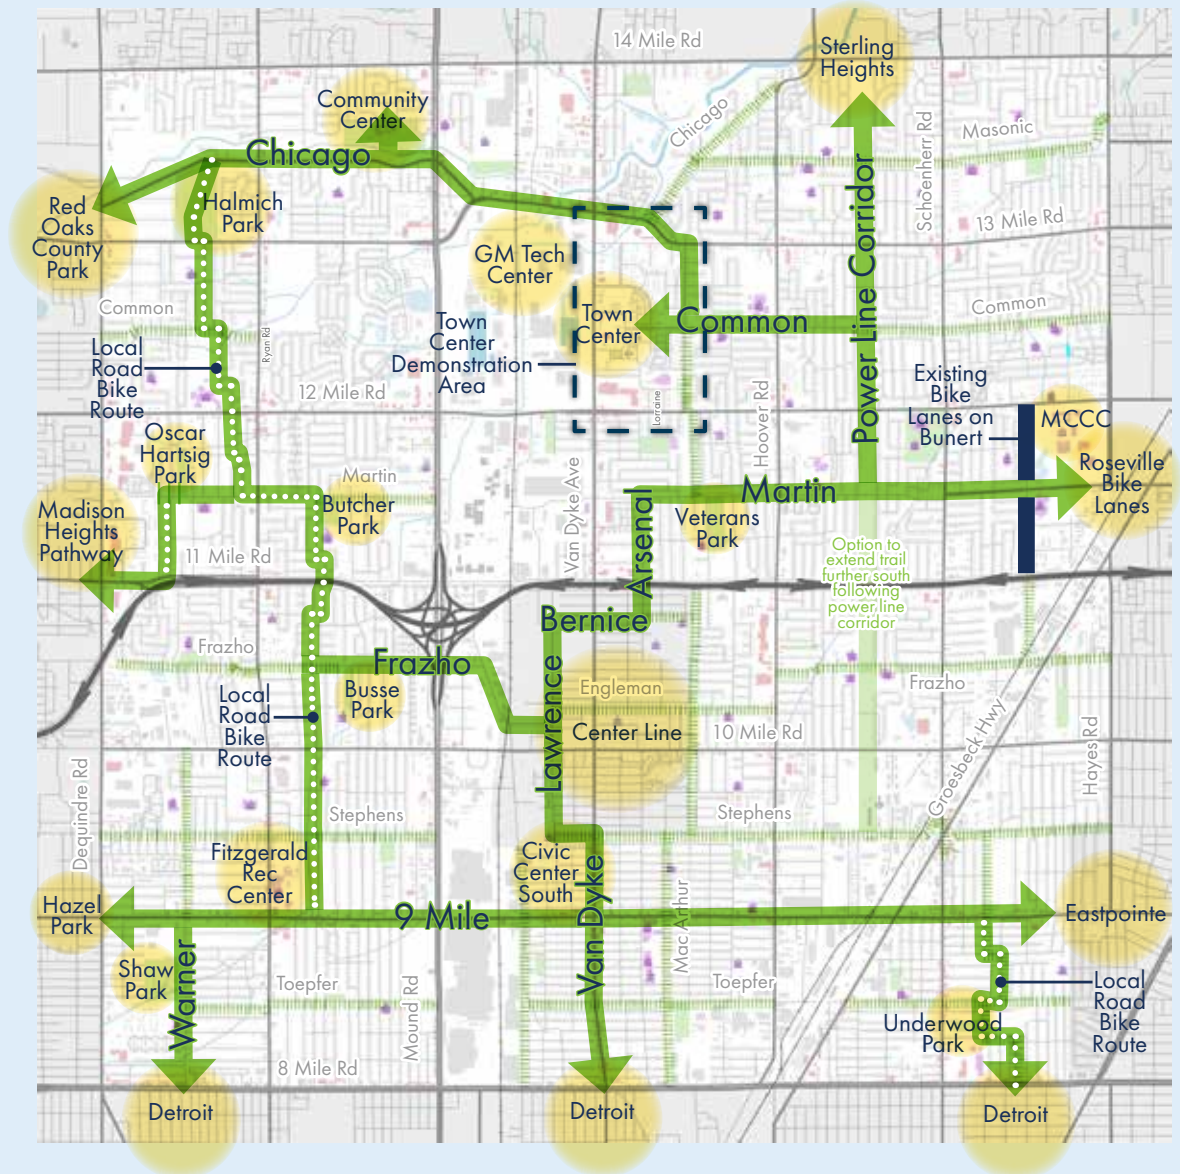 14 Mile Rd
Sterling
Heights
Community
Center
Chicago
Schoenherr Rd
Masonic
Chicago
Power Line Corridor
Red
Oaks
County
Park
Halmich
Park
13 Mile Rd
GM Tech
Center
Common
Town
Center
Common
Common
Ryan Rd
Local
Road
Bike
Route
Town
Center
Demonstration
Area
12 Mile Rd
Lorraine
Hoover Rd
Existing
Bike
Lanes on
Bunert
MCCC
Oscar
Hartsig
Park
Martin
Van Dyke Ave
Roseville
Bike
Lanes
Madison
Heights
Pathway
Butcher
Park
Arsenal
Martin
Veterans
Park
11 Mile Rd
Option to
extend trail
further south
following
power line
corridor
Bernice
Frazho
Frazho
Busse
Park
Lawrence
Engleman
Center Line
Frazho
Local
Road
Bike
Route
10 Mile Rd
Groesbeck Hwy
Hayes Rd
Dequindre Rd
Stephens
Stephens
Fitzgerald
Rec
Center
Civic
Center
South
Van Dyke
Mac Arthur
Hazel
Park
9 Mile
Eastpointe
Shaw
Park
Warner
Toepfer
Mound Rd
Toepfer
Underwood
Park
Local
Road
Bike
Route
8 Mile Rd
Detroit
Detroit
Detroit